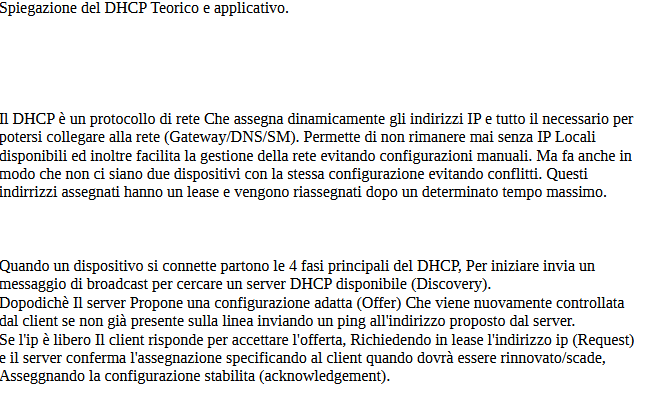 Spiegazione del DHCP Teorico e applicativo.
Il DHCP è un protocollo di rete Che assegna dinamicamente gli indirizzi IP e tutto il necessario per
potersi collegare alla rete (Gateway/DNS/SM). Permette di non rimanere mai senza IP Locali
disponibili ed inoltre facilita la gestione della rete evitando configurazioni manuali. Ma fa anche in
modo che non ci siano due dispositivi con la stessa configurazione evitando conflitti. Questi
indirrizzi assegnati hanno un lease e vengono riassegnati dopo un determinato tempo massimo.
Quando un dispositivo si connette partono le 4 fasi principali del DHCP, Per iniziare invia un
messaggio di broadcast per cercare un server DHCP disponibile (Discovery).
Dopodichè Il server Propone una configurazione adatta (Offer) Che viene nuovamente controllata
dal client se non già presente sulla linea inviando un ping all'indirizzo proposto dal server.
Se l'ip è libero Il client risponde per accettare l'offerta, Richiedendo in lease l'indirizzo ip (Request)
e il server conferma l'assegnazione specificando al client quando dovrà essere rinnovato/scade,
Asseggnando la configurazione stabilita (acknowledgement).